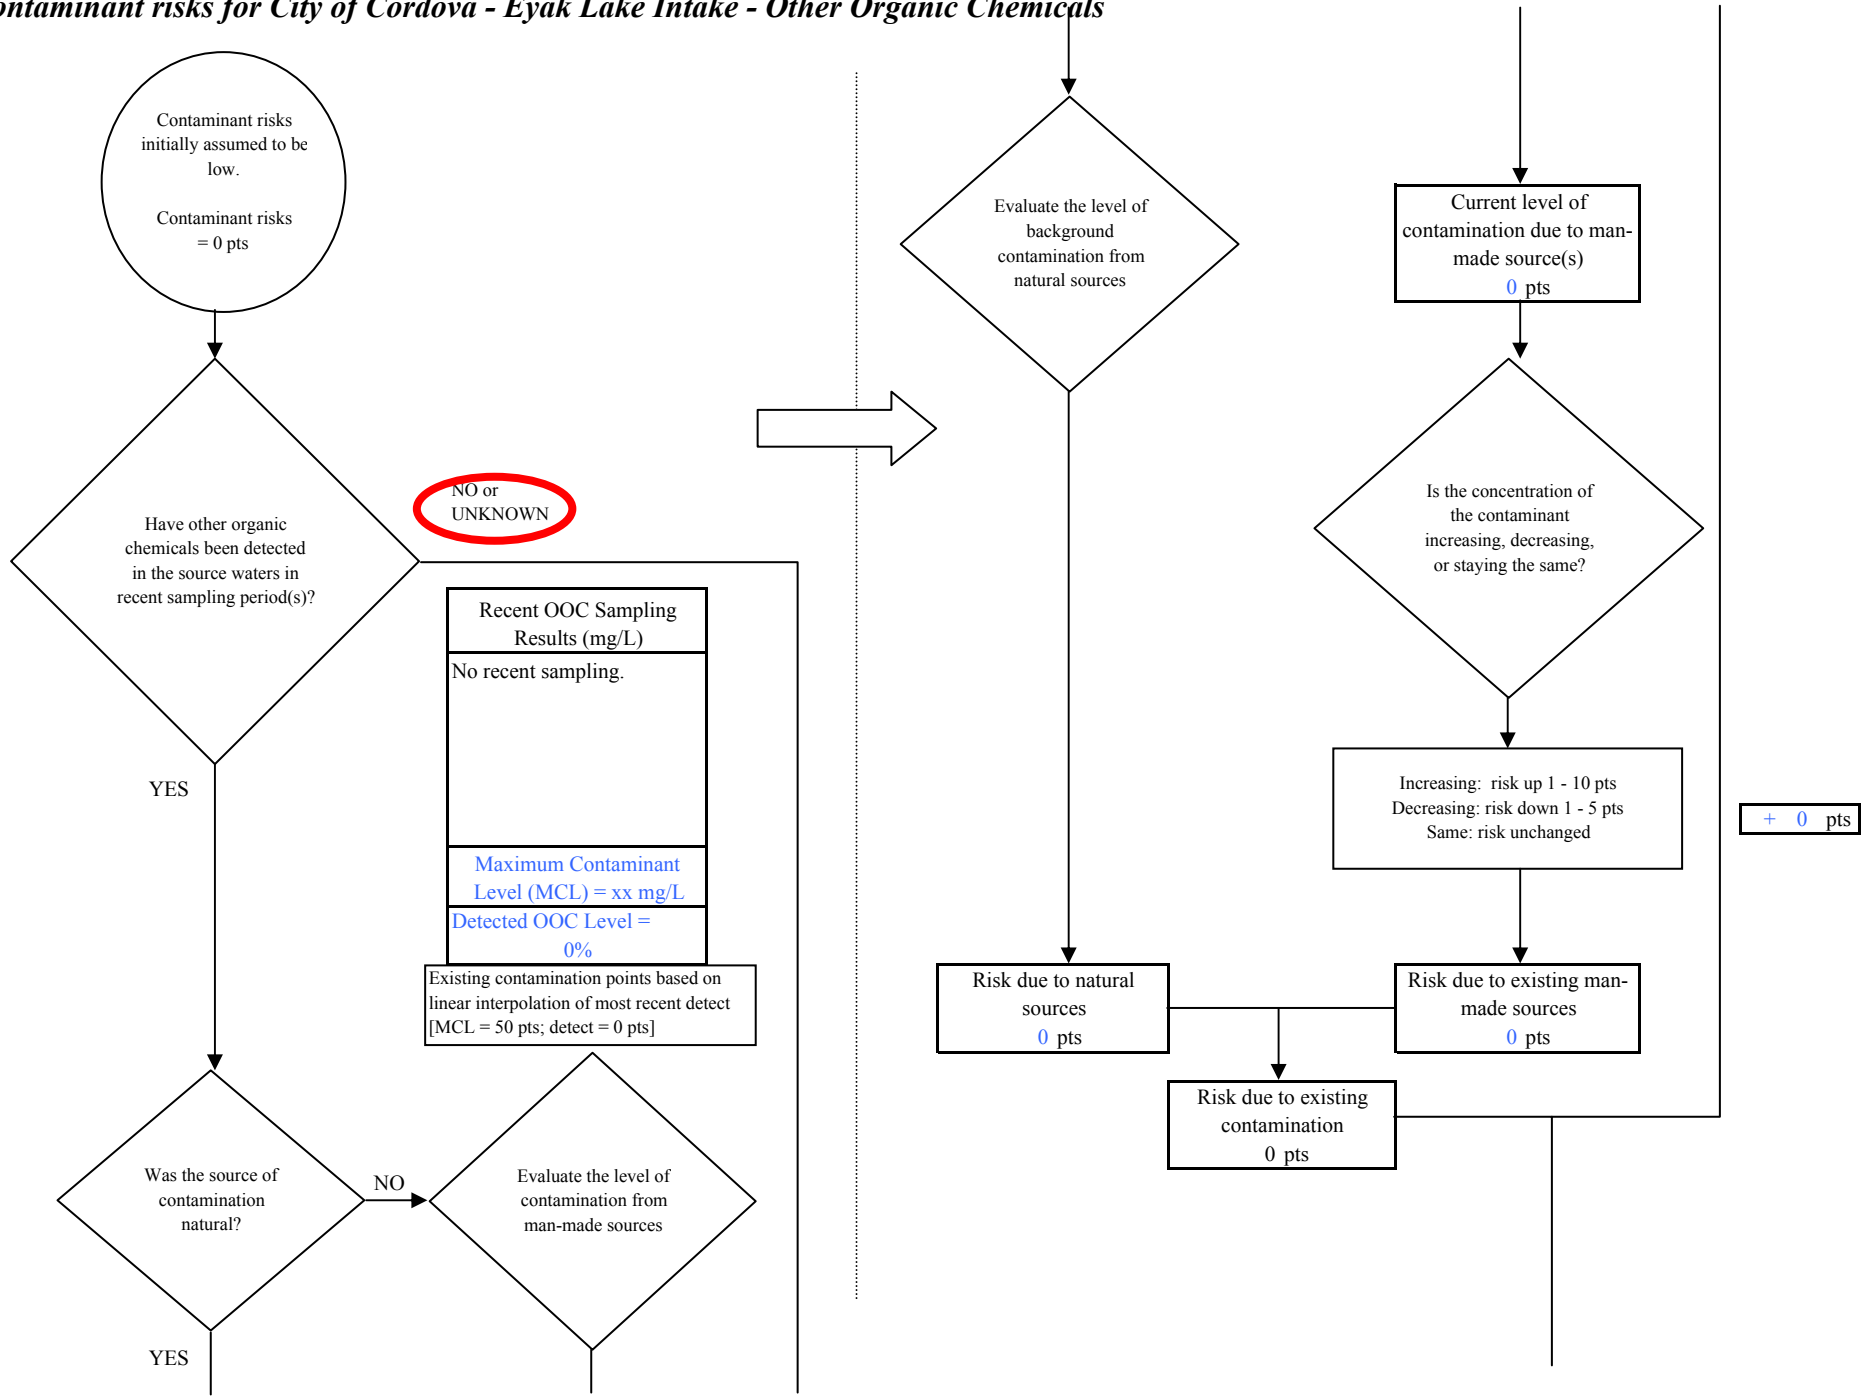 ontaminant risks for City of Cordova - Eyak Lake Intake - Other Organic Chemicals
Contaminant risks
initially assumed to be
low.
Contaminant risks
= 0 pts
Have other organic
chemicals been detected
in the source waters in
recent sampling period(s)?
NO or
UNKNOWN
YES
Recent OOC Sampling
Results (mg/L)
No recent sampling.
Maximum Contaminant
Level (MCL) = xx mg/L
Detected OOC Level =
0%
Existing contamination points based on
linear interpolation of most recent detect
[MCL = 50 pts; detect = 0 pts]
Was the source of
contamination
natural?
NO
YES
Evaluate the level of
contamination from
man-made sources
Evaluate the level of
background
contamination from
natural sources
Current level of
contamination due to man-
made source(s)
0 pts
Is the concentration of
the contaminant
increasing, decreasing,
or staying the same?
Increasing: risk up 1 - 10 pts
Decreasing: risk down 1 - 5 pts
Same: risk unchanged
+ 0 pts
Risk due to natural
sources
0 pts
Risk due to existing man-
made sources
0 pts
Risk due to existing
contamination
0 pts